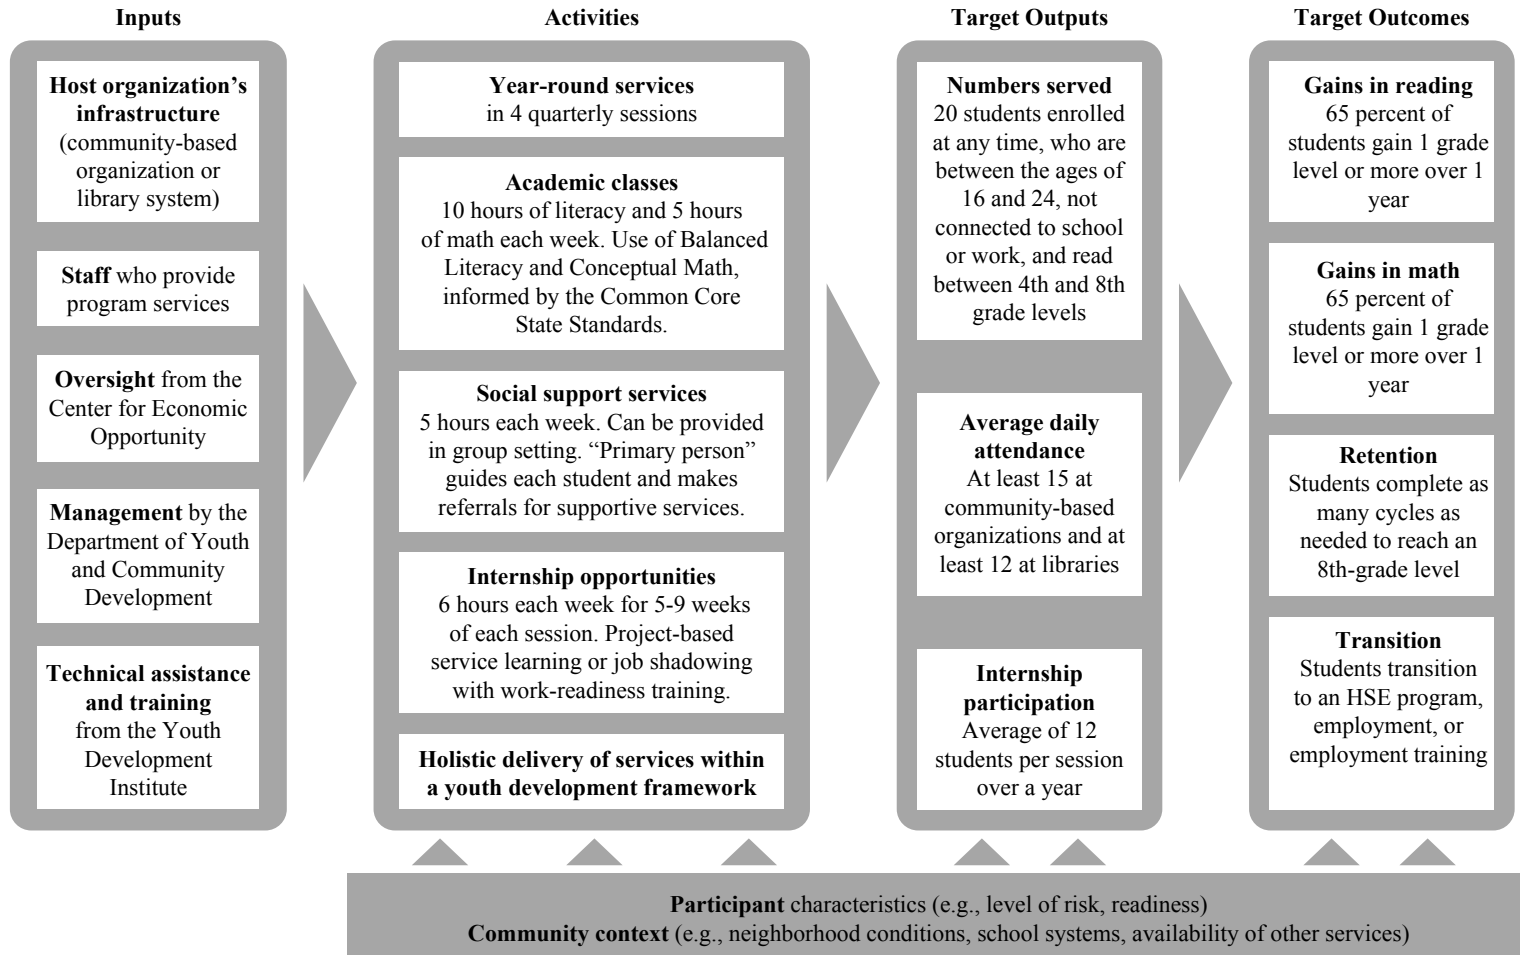 Inputs
Host organization’s
infrastructure
(community-based
organization or
library system)
Staff who provide
program services
Oversight from the
Center for Economic
Opportunity
Management by the
Department of Youth
and Community
Development
Technical assistance
and training
from the Youth
Development
Institute
Activities
Year-round services
in 4 quarterly sessions
Academic classes
10 hours of literacy and 5 hours
of math each week. Use of Balanced
Literacy and Conceptual Math,
informed by the Common Core
State Standards.
Social support services
5 hours each week. Can be provided
in group setting. “Primary person”
guides each student and makes
referrals for supportive services.
Internship opportunities
6 hours each week for 5-9 weeks
of each session. Project-based
service learning or job shadowing
with work-readiness training.
Holistic delivery of services within
a youth development framework
Target Outputs
Numbers served
20 students enrolled
at any time, who are
between the ages of
16 and 24, not
connected to school
or work, and read
between 4th and 8th
grade levels
Average daily
attendance
At least 15 at
community-based
organizations and at
least 12 at libraries
Internship
participation
Average of 12
students per session
over a year
Target Outcomes
Gains in reading
65 percent of
students gain 1 grade
level or more over 1
year
Gains in math
65 percent of
students gain 1 grade
level or more over 1
year
Retention
Students complete as
many cycles as
needed to reach an
8th-grade level
Transition
Students transition
to an HSE program,
employment, or
employment training
Participant characteristics (e.g., level of risk, readiness)
Community context (e.g., neighborhood conditions, school systems, availability of other services)